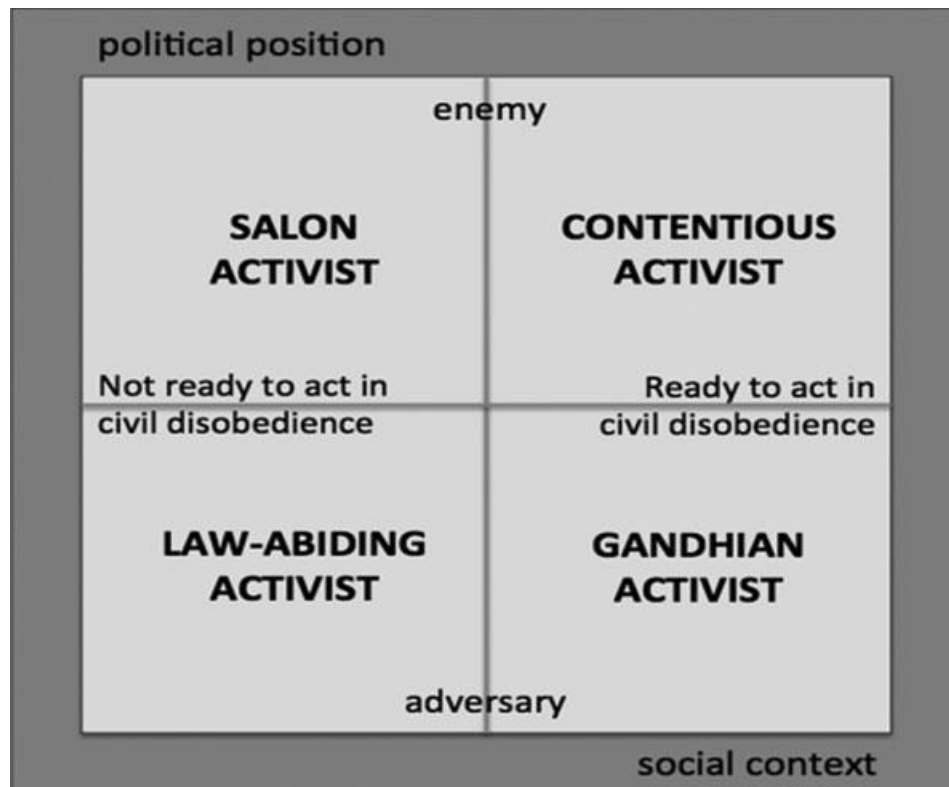 political position
enemy
SALON
ACTIVIST
CONTENTIOUS
ACTIVIST
Not ready to act in
civil disobedience
Ready to act in
civil disobedience
LAW-ABIDING
ACTIVIST
GANDHIAN
ACTIVIST
adversary
social context